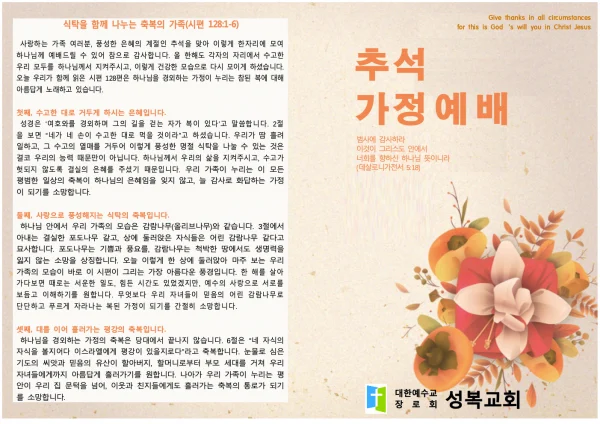 식탁을 함께 나누는 축복의 가족(시편 128:1-6)
사랑하는 가족 여러분, 풍성한 은혜의 계절인 추석을 맞아 이렇게 한자리에 모여
하나님께 예배드릴 수 있어 참으로 감사합니다. 올 한해도 각자의 자리에서 수고한
우리 모두를 하나님께서 지켜주시고, 이렇게 건강한 모습으로 다시 모이게 하셨습니다.
오늘 우리가 함께 읽은 시편 128편은 하나님을 경외하는 가정이 누리는 참된 복에 대해
아름답게 노래하고 있습니다.
첫째, 수고한 대로 거두게 하시는 은혜입니다.
성경은 '여호와를 경외하며 그의 길을 걷는 자가 복이 있다'고 말씀합니다. 2절
을 보면 "네가 네 손이 수고한 대로 먹을 것이라"고 하셨습니다. 우리가 땀 흘려
일하고, 그 수고의 열매를 거두어 이렇게 풍성한 명절 식탁을 나눌 수 있는 것은
결코 우리의 능력 때문만이 아닙니다. 하나님께서 우리의 삶을 지켜주시고, 수고가
헛되지 않도록 결실의 은혜를 주셨기 때문입니다. 우리 가족이 누리는 이 모든
평범한 일상의 축복이 하나님의 은혜임을 잊지 않고, 늘 감사로 화답하는 가정
이 되기를 소망합니다.
둘째, 사랑으로 풍성해지는 식탁의 축복입니다.
하나님 안에서 우리 가족의 모습은 감람나무(올리브나무)와 같습니다. 3절에서
아내는 결실한 포도나무 같고, 상에 둘러앉은 자식들은 어린 감람나무 같다고
묘사합니다. 포도나무는 기쁨과 풍요를, 감람나무는 척박한 땅에서도 생명력을
잃지 않는 소망을 상징합니다. 오늘 이렇게 한 상에 둘러앉아 마주 보는 우리
가족의 모습이 바로 이 시편이 그리는 가장 아름다운 풍경입니다. 한 해를 살아
가다보면 때로는 서운한 일도, 힘든 시간도 있었겠지만, 예수의 사랑으로 서로를
보듬고 이해하기를 원합니다. 무엇보다 우리 자녀들이 믿음의 어린 감람나무로
단단하고 푸르게 자라나는 복된 가정이 되기를 간절히 소망합니다.
셋째, 대를 이어 흘러가는 평강의 축복입니다.
하나님을 경외하는 가정의 축복은 당대에서 끝나지 않습니다. 6절은 "네 자식의
자식을 볼지어다 이스라엘에게 평강이 있을지로다"라고 축복합니다. 눈물로 심은
기도의 씨앗과 믿음의 유산이 할아버지, 할머니로부터 부모 세대를 거쳐 우리
자녀들에게까지 아름답게 흘러가기를 원합니다. 나아가 우리 가족이 누리는 평
안이 우리 집 문턱을 넘어, 이웃과 친지들에게도 흘러가는 축복의 통로가 되기
를 소망합니다.
Give thanks in all circumstances
for this is God 's will you in Christ Jesus
추석
가정예배
범사에 감사하라
이것이 그리스도 안에서
너희를 향하신 하나님 뜻이니라
(데살로니가전서 5:18)
대한예수교
장로회 성복교회